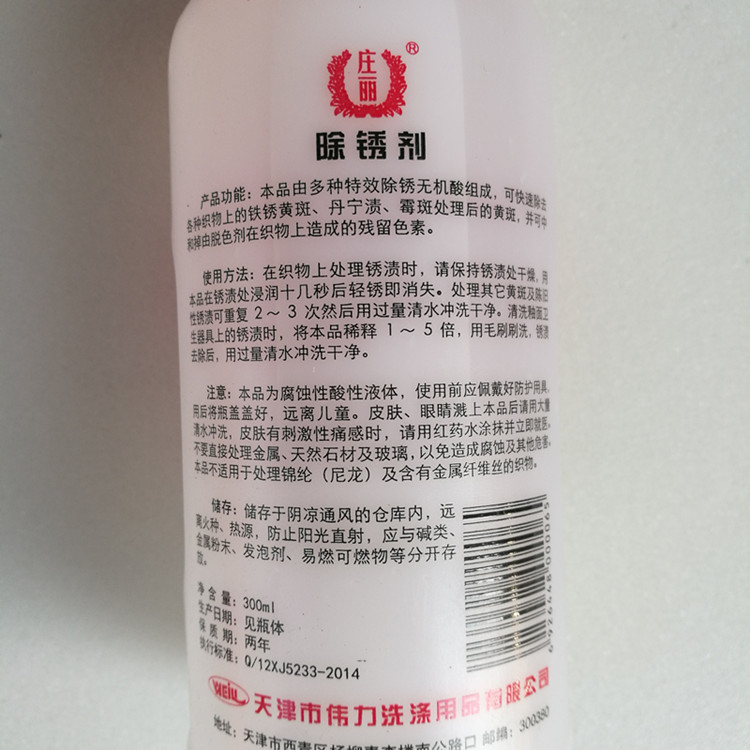 庄丽®
除锈剂
产品功能：本品由多种特效除锈无机酸组成，可快速除去
各种织物上的铁锈黄斑、丹宁渍、霉斑处理后的黄斑，并可中
和掉由脱色剂在织物上造成的残留色素。
使用方法：在织物上处理锈渍时，请保持锈渍处干燥，用
本品在锈渍处浸润十几秒后轻锈即消失。处理其它黄斑及陈旧
性锈渍可重复2～3次然后用过量清水冲洗干净。清洗釉面卫
生器具上的锈渍时，将本品稀释1～5倍，用毛刷刷洗，锈渍
去除后，用过量清水冲洗干净。
注意：本品为腐蚀性酸性液体，使用前应佩戴好防护用具，
用后将瓶盖盖好，远离儿童。皮肤、眼睛溅上本品后请用大量
清水冲洗，皮肤有刺激性痛感时，请用红药水涂抹并立即就医。
不要直接处理金属、天然石材及玻璃，以免造成腐蚀及其他危害。
本品不适用于处理锦纶（尼龙）及含有金属纤维丝的织物。
储存：储存于阴凉通风的仓库内，远
离火种、热源，防止阳光直射，应与碱类、
金属粉末、发泡剂、易燃可燃物等分开存
放。
净含量：300ml
生产日期：见瓶体
保质期：两年
执行标准：Q/12XJ5233-2014
6926448000065
WEILI 天津市伟力洗涤用品有限公司
地址：天津市西青区杨柳青查楼南公路口 邮编：300380